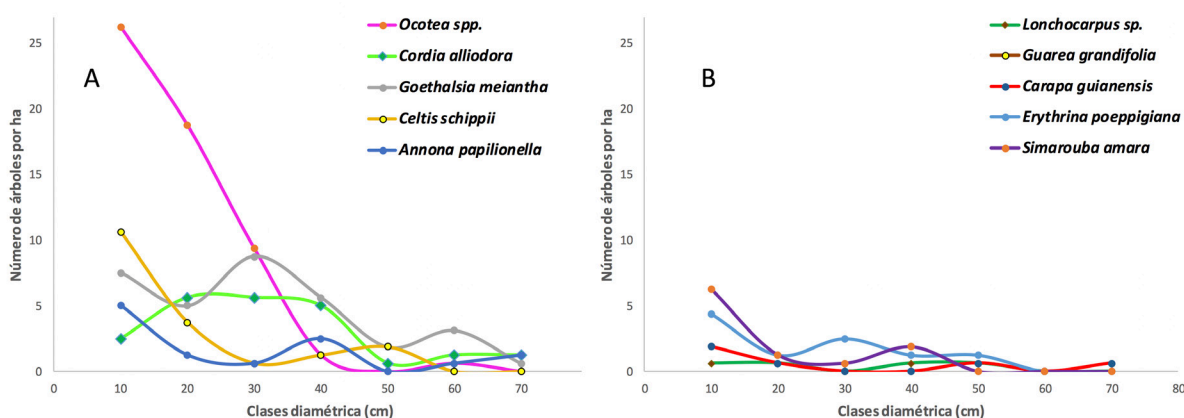 A
Número de árboles por ha
25
20
15
10
5
0
0
10
20
30
40
50
60
70
Clases diamétrica (cm)
Ocotea spp.
Cordia alliodora
Goethalsia meiantha
Celtis schippii
Annona papilionella
B
Número de árboles por ha
25
20
15
10
5
0
0
10
20
30
40
50
60
70
80
Clases diamétrica (cm)
Lonchocarpus sp.
Guarea grandifolia
Carapa guianensis
Erythrina poeppigiana
Simarouba amara